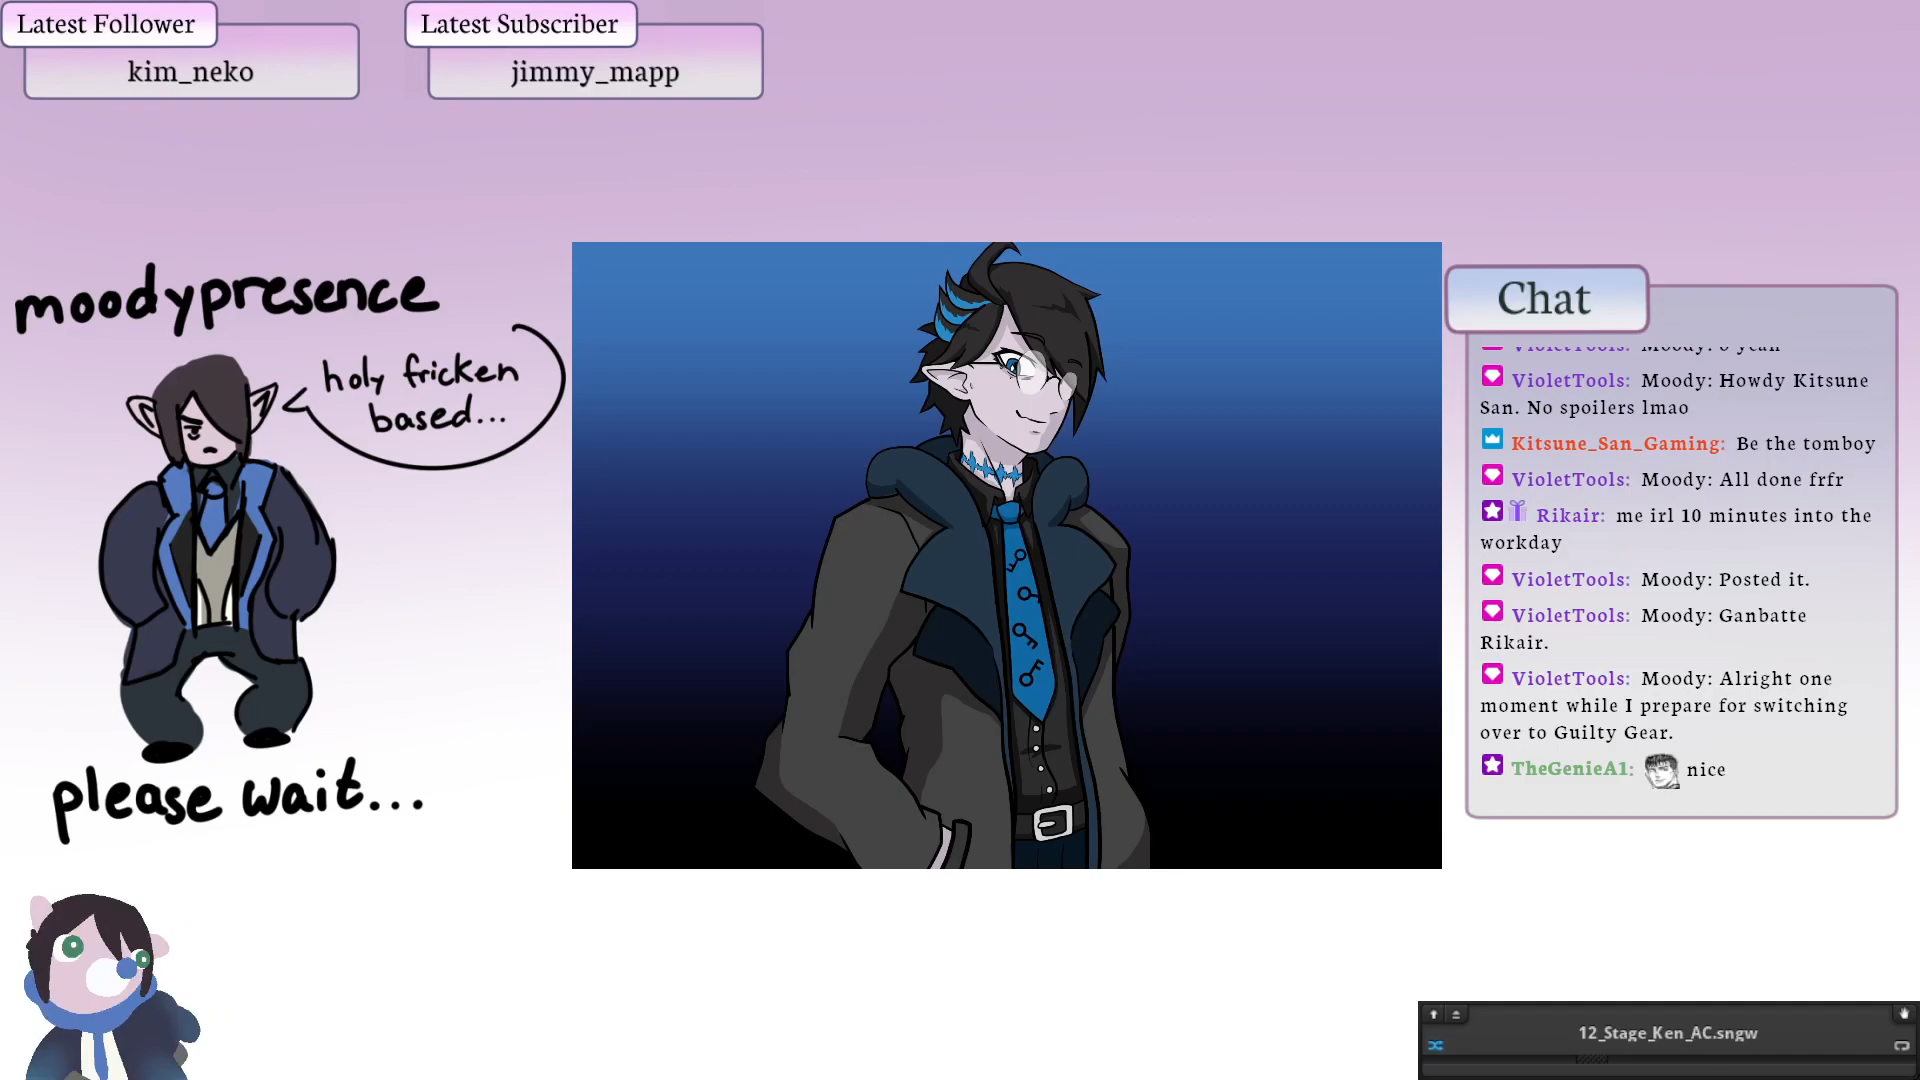 Latest Follower
kim_neko
Latest Subscriber
jimmy_mapp
moodypresence
holy fricken
based...
please wait...
Chat
VioletTools: Moody: o yeah
VioletTools: Moody: Howdy Kitsune
San. No spoilers lmao
Kitsune_San_Gaming: Be the tomboy
VioletTools: Moody: All done frfr
Rikair: me irl 10 minutes into the
workday
VioletTools: Moody: Posted it.
VioletTools: Moody: Ganbatte
Rikair.
VioletTools: Moody: Alright one
moment while I prepare for switching
over to Guilty Gear.
TheGenieA1: nice
12_Stage_Ken_AC.sngw